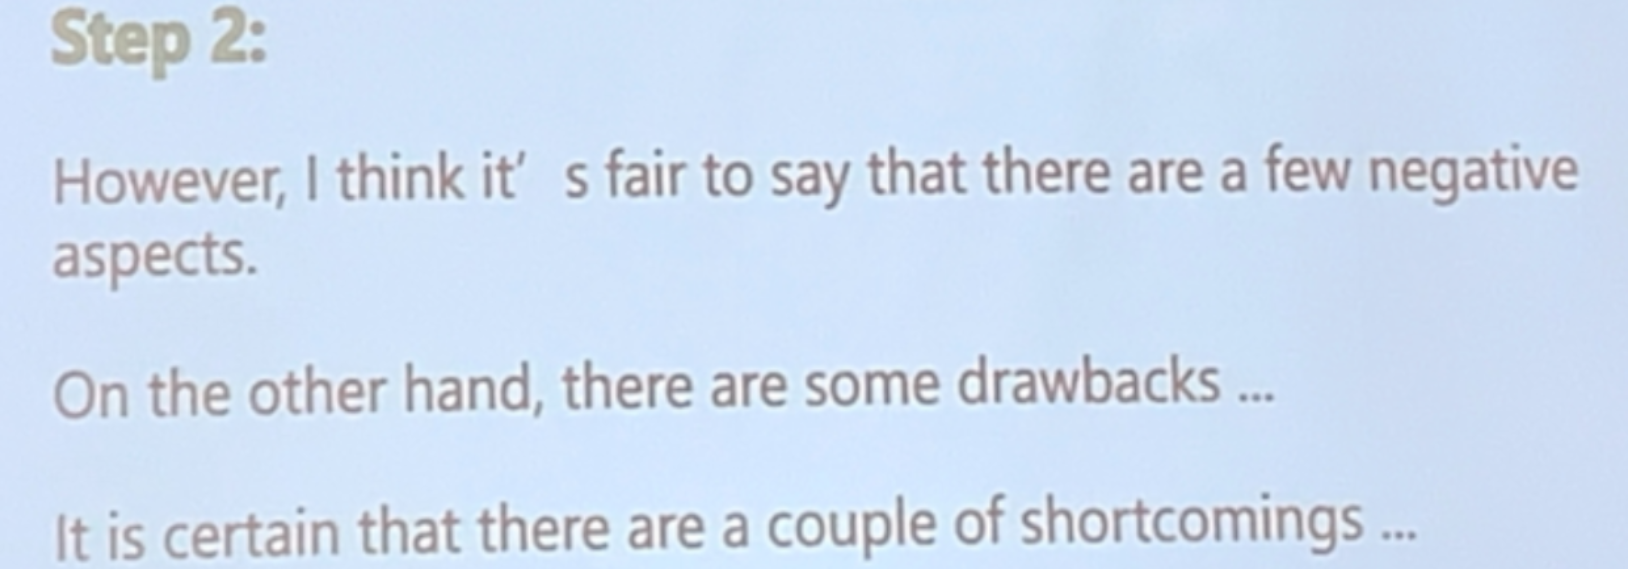 Step 2:
However, I think it’ s fair to say that there are a few negative
aspects.
On the other hand, there are some drawbacks ...
It is certain that there are a couple of shortcomings ...